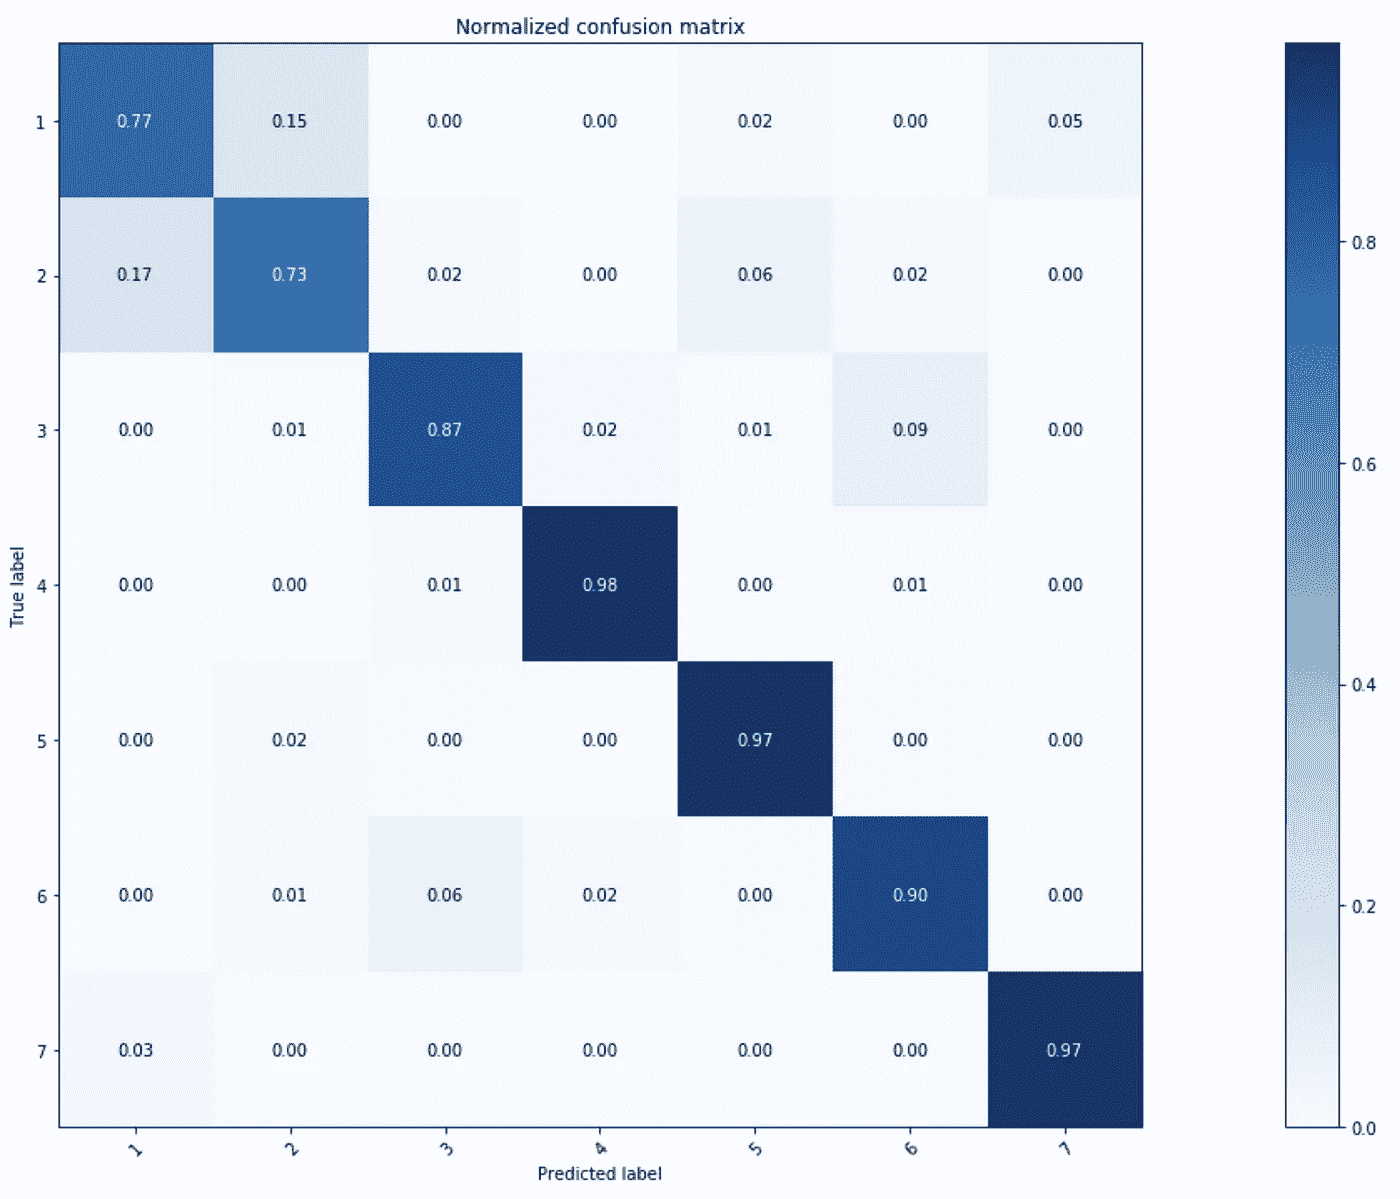 Normalized confusion matrix
1 0.77 0.15 0.00 0.00 0.02 0.00 0.05
2 0.17 0.73 0.02 0.00 0.06 0.02 0.00
3 0.00 0.01 0.87 0.02 0.01 0.09 0.00
4 0.00 0.00 0.01 0.98 0.00 0.01 0.00
5 0.00 0.02 0.00 0.00 0.97 0.00 0.00
6 0.00 0.01 0.06 0.02 0.00 0.90 0.00
7 0.03 0.00 0.00 0.00 0.00 0.00 0.97
True label
1 2 3 4 5 6 7
Predicted label
0.8
0.6
0.4
0.2
0.0